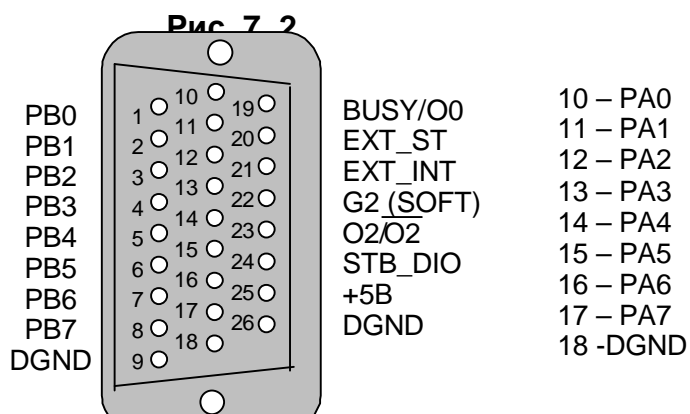 Рис. 7. 2
PB0
PB1
PB2
PB3
PB4
PB5
PB6
PB7
DGND
1
2
3
4
5
6
7
8
9
10
11
12
13
14
15
16
17
18
19
20
21
22
23
24
25
26
BUSY/O0
EXT_ST
EXT_INT
G2 (SOFT)
O2/O2
STB_DIO
+5В
DGND
10 – PA0
11 – PA1
12 – PA2
13 – PA3
14 – PA4
15 – PA5
16 – PA6
17 – PA7
18 -DGND